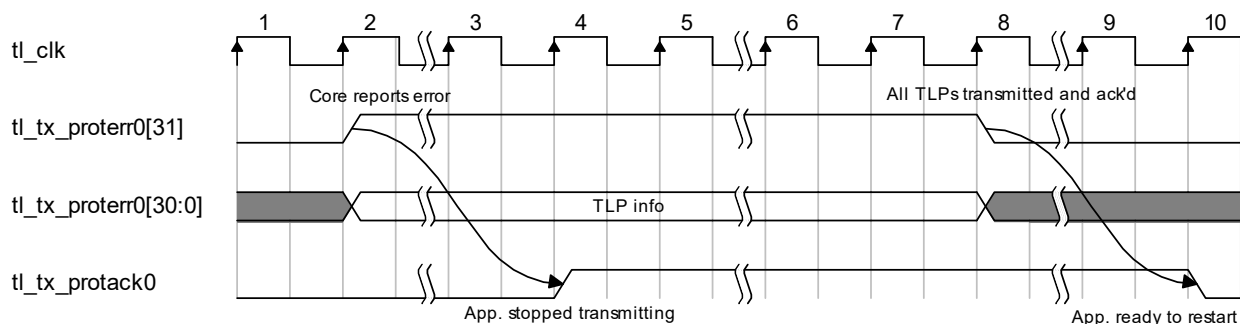 1 2 3 4 5 6 7 8 9 10
tl_clk
Core reports error All TLPs transmitted and ack'd
tl_tx_proterr0[31]
tl_tx_proterr0[30:0] TLP info
tl_tx_protack0
App. stopped transmitting App. ready to restart